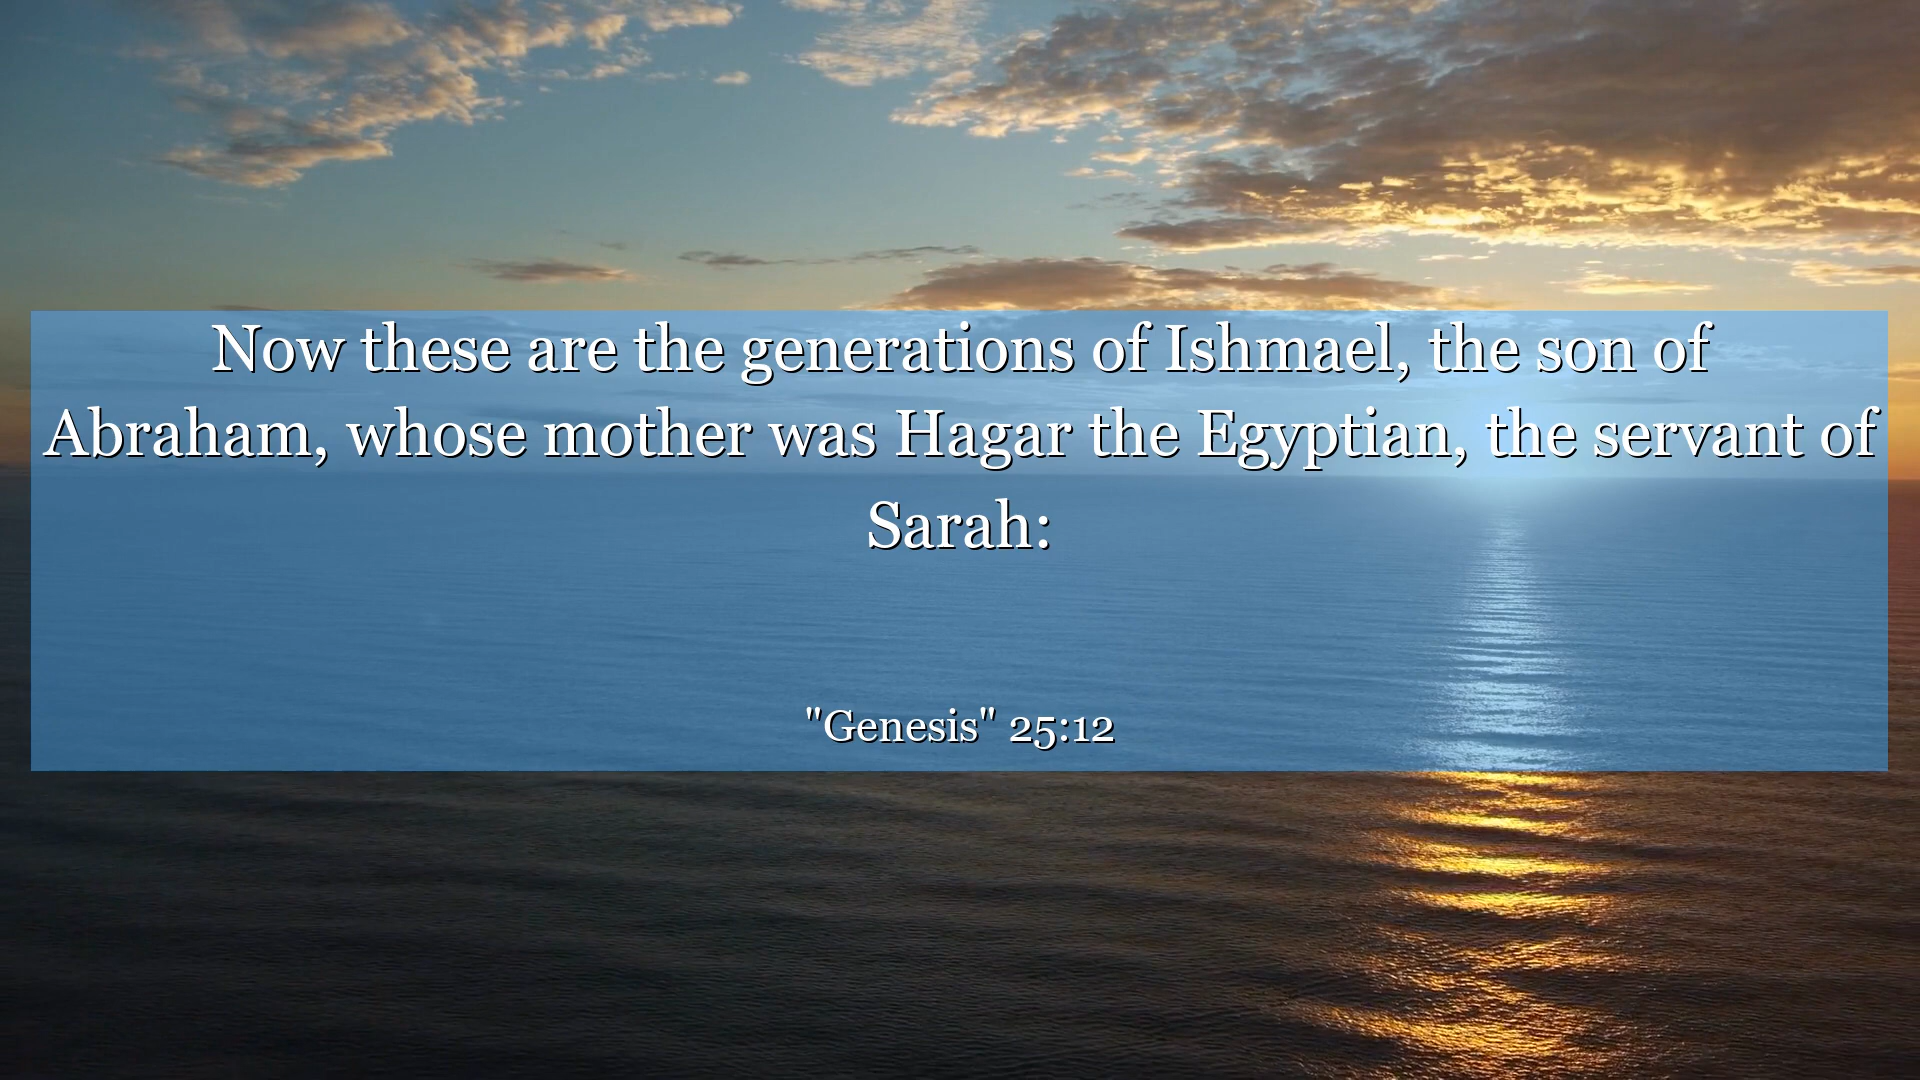 Now these are the generations of Ishmael, the son of
Abraham, whose mother was Hagar the Egyptian, the servant of
Sarah:
"Genesis" 25:12